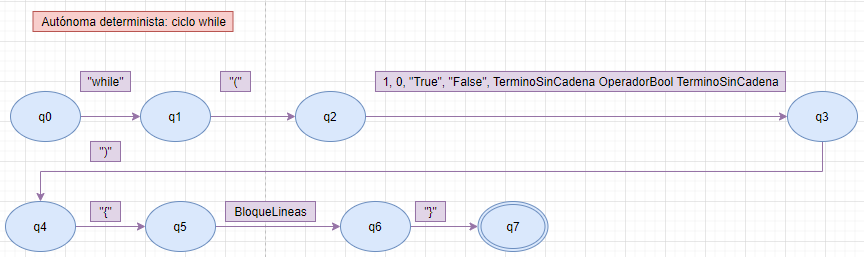 Autónoma determinista: ciclo while
"while"
"("
1, 0, "True", "False", TerminoSinCadena OperadorBool TerminoSinCadena
q0
q1
q2
q3
")"
"{"
BloqueLineas
"}"
q4
q5
q6
q7